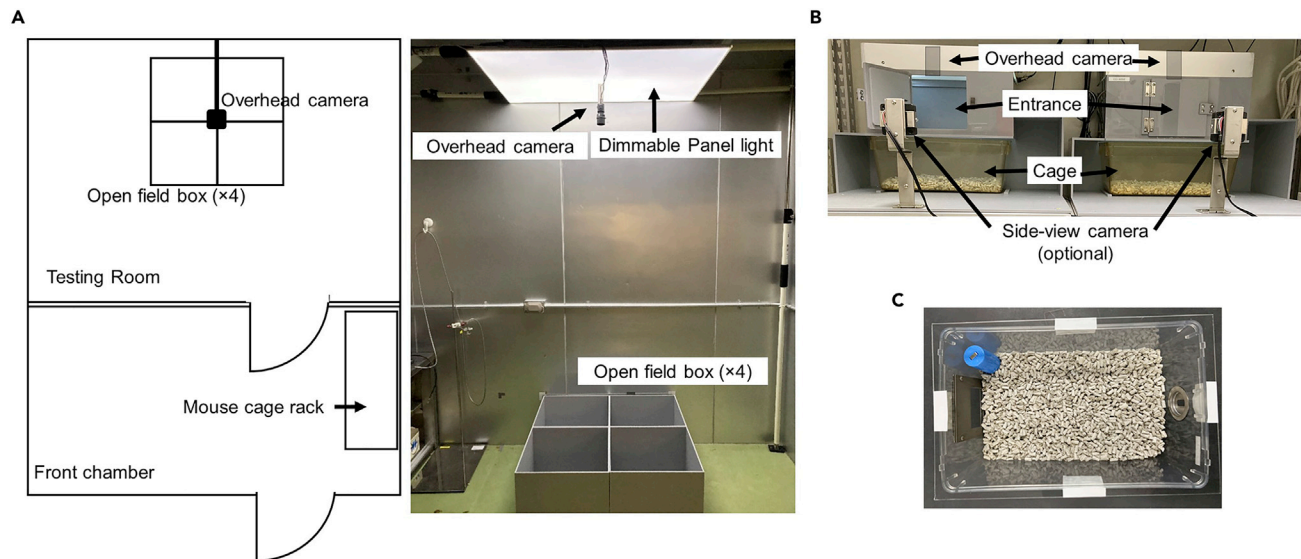 A
Overhead camera
Open field box (×4)
Testing Room
Mouse cage rack
Front chamber
Overhead camera
Dimmable Panel light
Open field box (×4)
B
Overhead camera
Entrance
Cage
Side-view camera
(optional)
C